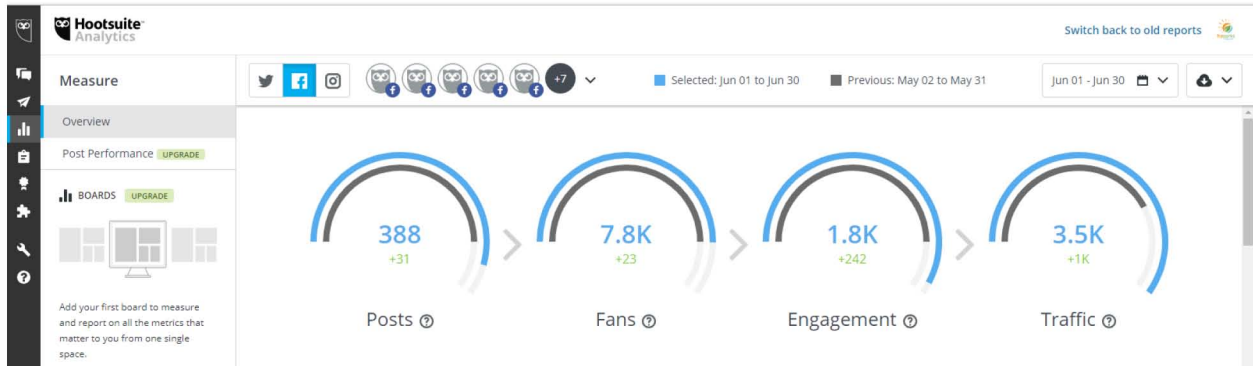 Hootsuite™
Analytics
Switch back to old reports
Measure
+7
Selected: Jun 01 to Jun 30
Previous: May 02 to May 31
Jun 01 - Jun 30
Overview
Post Performance UPGRADE
BOARDS UPGRADE
Add your first board to measure
and report on all the metrics that
matter to you from one single
space.
388
+31
Posts
7.8K
+23
Fans
1.8K
+242
Engagement
3.5K
+1K
Traffic